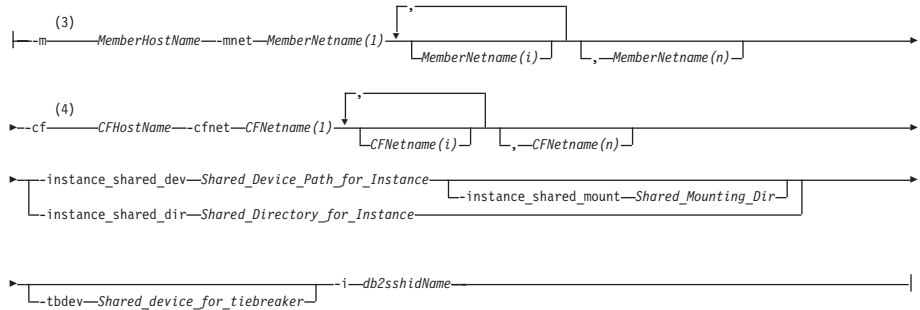 ,
(3)
-m MemberHostName -mnet MemberNetname(1)
MemberNetname(i) , MemberNetname(n)
,
(4)
-cf CFHostName -cfnet CFNetname(1)
CFNetname(i) , CFNetname(n)
-instance_shared_dev Shared_Device_Path_for_Instance
-instance_shared_mount Shared_Mounting_Dir
-instance_shared_dir Shared_Directory_for_Instance
-i db2sshidName
-tbdev Shared_device_for_tiebreaker